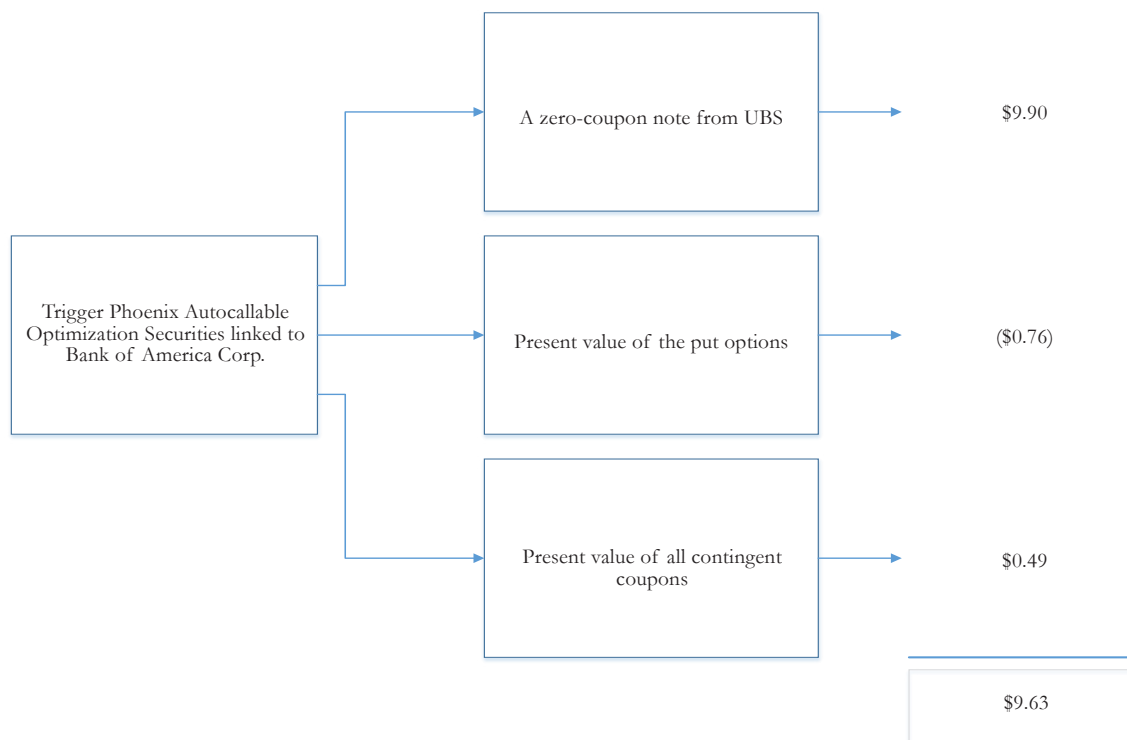 A zero-coupon note from UBS
$9.90
Trigger Phoenix Autocallable
Optimization Securities linked to
Bank of America Corp.
Present value of the put options
($0.76)
Present value of all contingent
coupons
$0.49
$9.63